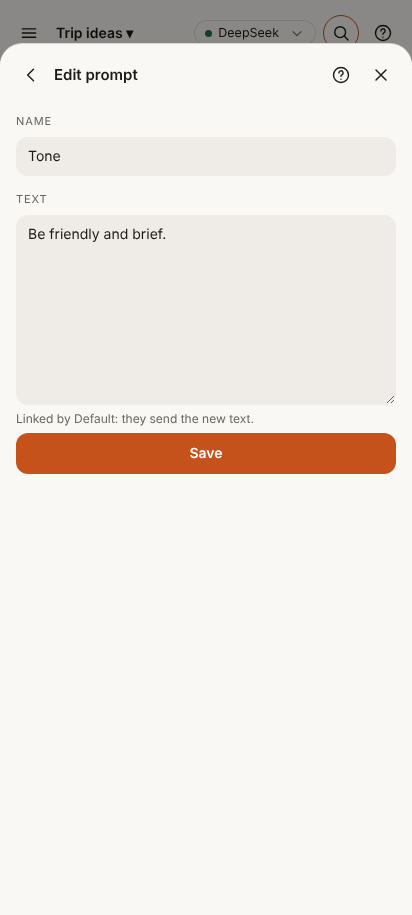 Trip ideas ▾
DeepSeek
Edit prompt
NAME
Tone
TEXT
Be friendly and brief.
Linked by Default: they send the new text.
Save